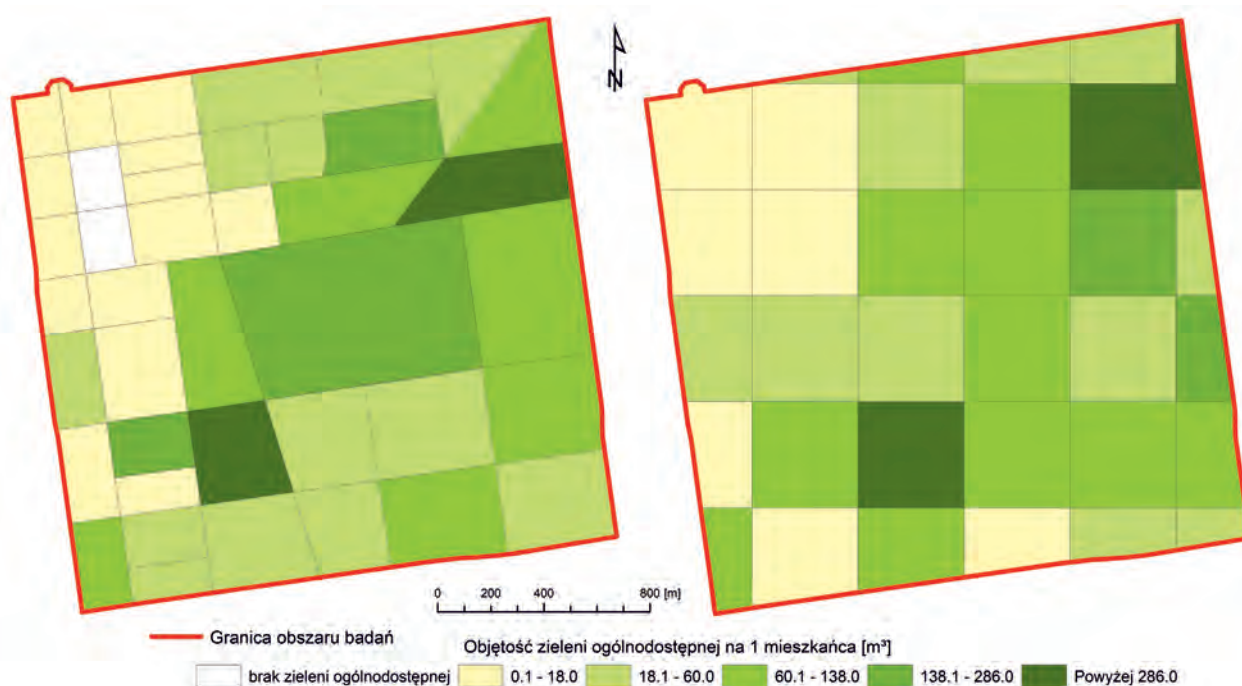 N
0 200 400 800 [m]
Granica obszaru badań
Objętość zieleni ogólnodostępnej na 1 mieszkańca [m³]
brak zieleni ogólnodostępnej 0.1 - 18.0 18.1 - 60.0 60.1 - 138.0 138.1 - 286.0 Powyżej 286.0